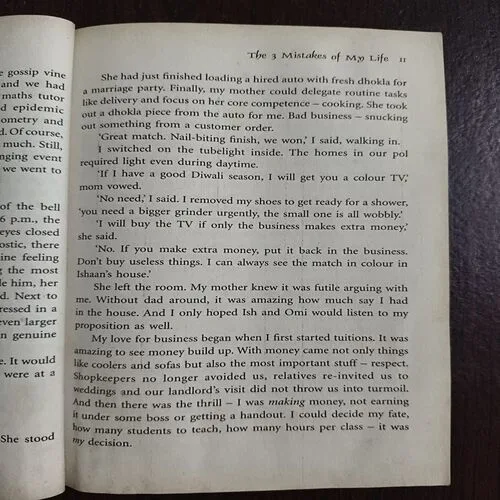 e gossip vine
and we had
maths tutor
d epidemic
ometry and
d. Of course,
much. Still,
nging event
we went to
of the bell
6 p.m., the
eyes closed
ostic, there
ine feeling
g the most
de him, her
d. Next to
ressed in a
even larger
n genuine
e. It would
were at a
She stood
The 3 Mistakes of My Life 11
She had just finished loading a hired auto with fresh dhokla for
a marriage party. Finally, my mother could delegate routine tasks
like delivery and focus on her core competence – cooking. She took
out a dhokla piece from the auto for me. Bad business – snucking
out something from a customer order.
'Great match. Nail-biting finish, we won,' I said, walking in.
I switched on the tubelight inside. The homes in our pol
required light even during daytime.
'If I have a good Diwali season, I will get you a colour TV,'
mom vowed.
'No need,' I said. I removed my shoes to get ready for a shower,
'you need a bigger grinder urgently, the small one is all wobbly.'
'I will buy the TV if only the business makes extra money,'
she said.
'No. If you make extra money, put it back in the business.
Don't buy useless things. I can always see the match in colour in
Ishaan's house.'
She left the room. My mother knew it was futile arguing with
me. Without dad around, it was amazing how much say I had
in the house. And I only hoped Ish and Omi would listen to my
proposition as well.
My love for business began when I first started tuitions. It was
amazing to see money build up. With money came not only things
like coolers and sofas but also the most important stuff – respect.
Shopkeepers no longer avoided us, relatives re-invited us to
weddings and our landlord's visit did not throw us into turmoil.
And then there was the thrill – I was making money, not earning
it under some boss or getting a handout. I could decide my fate,
how many students to teach, how many hours per class – it was
my decision.